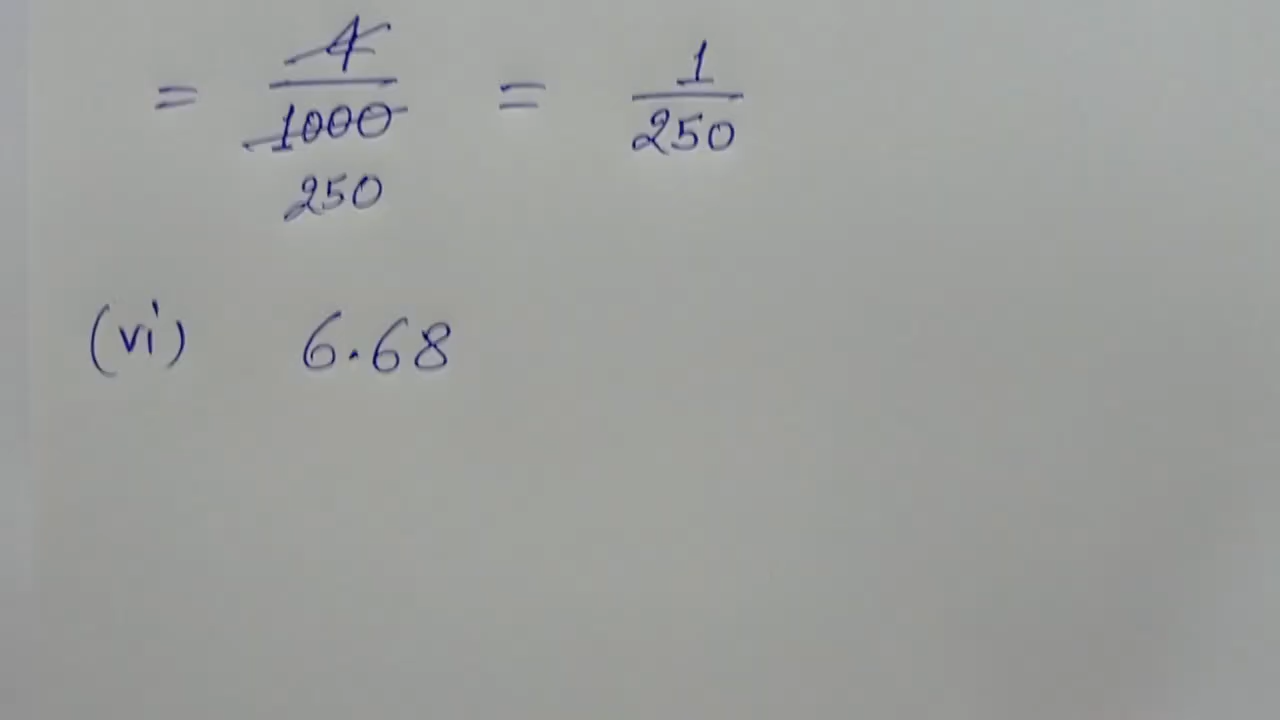 = 4/1000 = 1/250
250
(vi) 6.68